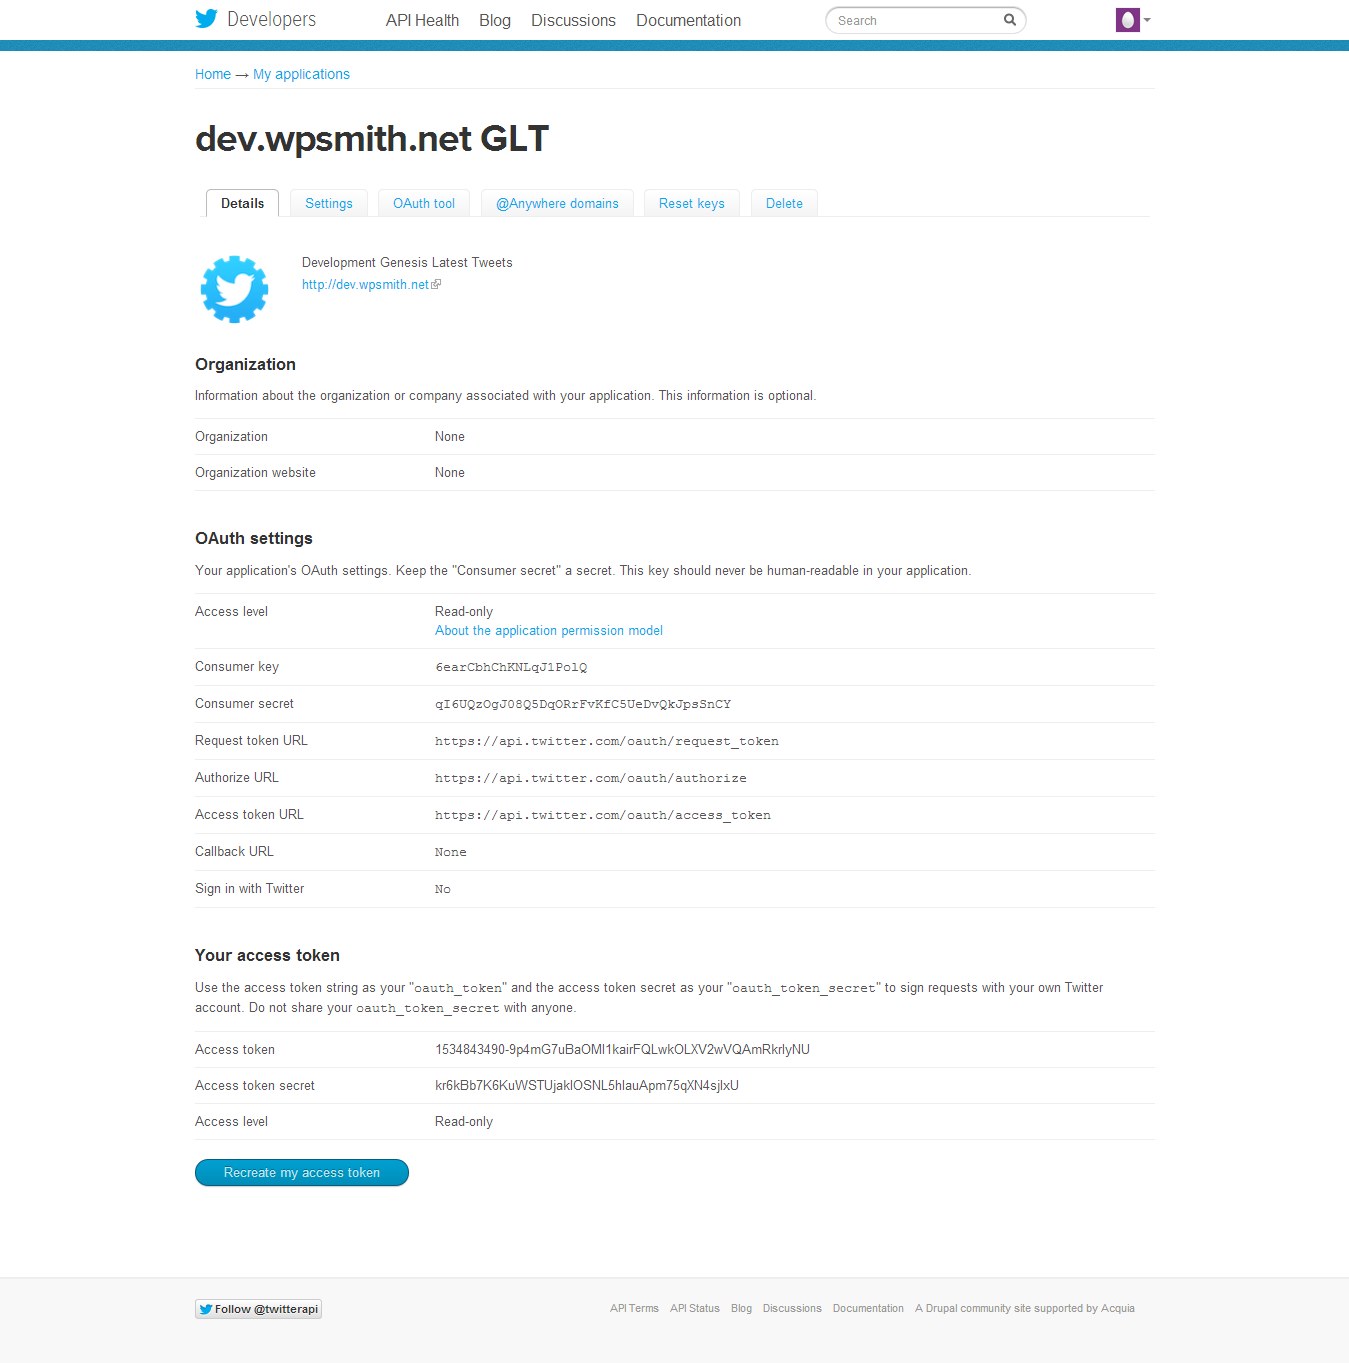 Developers
API Health Blog Discussions Documentation
Search
Home → My applications
dev.wpsmith.net GLT
Details Settings OAuth tool @Anywhere domains Reset keys Delete
Development Genesis Latest Tweets
http://dev.wpsmith.net
Organization
Information about the organization or company associated with your application. This information is optional.
Organization None
Organization website None
OAuth settings
Your application's OAuth settings. Keep the "Consumer secret" a secret. This key should never be human-readable in your application.
Access level Read-only
About the application permission model
Consumer key 6earCbhChKNLqJ1PolQ
Consumer secret qI6UQzOgJ08Q5DqORrFvKfC5UeDvQkJpsSnCY
Request token URL https://api.twitter.com/oauth/request_token
Authorize URL https://api.twitter.com/oauth/authorize
Access token URL https://api.twitter.com/oauth/access_token
Callback URL None
Sign in with Twitter No
Your access token
Use the access token string as your "oauth_token" and the access token secret as your "oauth_token_secret" to sign requests with your own Twitter
account. Do not share your oauth_token_secret with anyone.
Access token 1534843490-9p4mG7uBaOMI1kairFQLwkOLXV2wVQAmRkrlyNU
Access token secret kr6kBb7K6KuWSTUjaklOSNL5hlauApm75qXN4sjlxU
Access level Read-only
Recreate my access token
Follow @twitterapi
API Terms API Status Blog Discussions Documentation A Drupal community site supported by Acquia